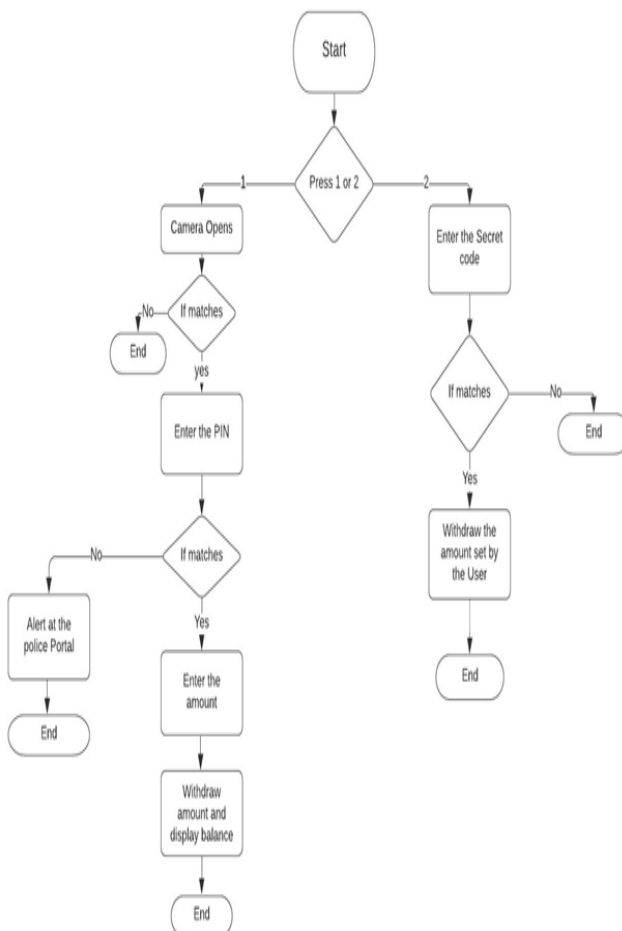 Start
Press 1 or 2
1
2
Camera Opens
Enter the Secret
code
If matches
No
End
yes
Enter the PIN
If matches
No
End
Yes
If matches
No
Yes
Withdraw the
amount set by
the User
Alert at the
police Portal
Enter the
amount
End
End
Withdraw
amount and
display balance
End